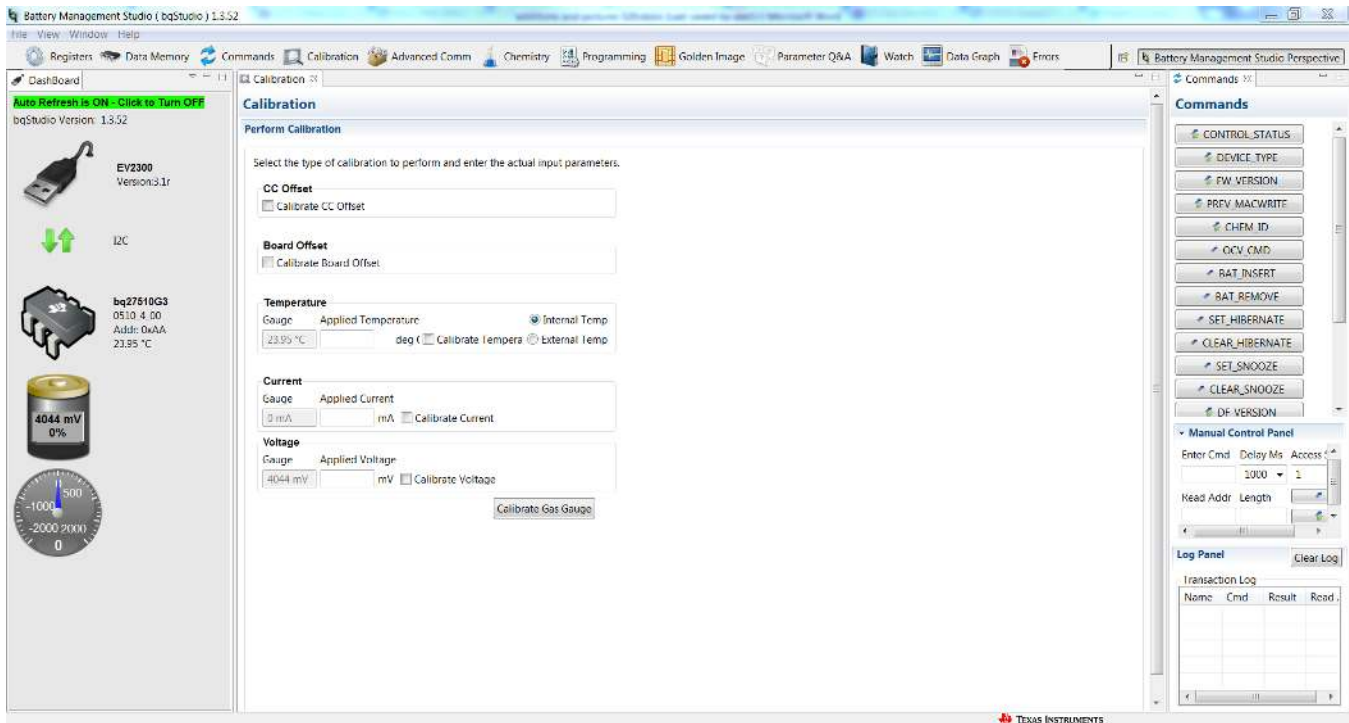 Battery Management Studio ( bqStudio ) 1.3.52
File View Window Help
Registers Data Memory Commands Calibration Advanced Comm Chemistry Programming Golden Image Parameter Q&A Watch Data Graph Errors
Battery Management Studio Perspective
DashBoard
Auto Refresh is ON - Click to Turn OFF
bqStudio Version: 1.3.52
EV2300
Version:3.1r
I2C
bq27510G3
0510 4 00
Addr: 0xAA
23.95 °C
4044 mV
0%
500
-1000
-2000 2000
0
Calibration
Calibration
Perform Calibration
Select the type of calibration to perform and enter the actual input parameters.
CC Offset
Calibrate CC Offset
Board Offset
Calibrate Board Offset
Temperature
Gauge Applied Temperature Internal Temp
23.95 °C deg C Calibrate Tempera External Temp
Current
Gauge Applied Current
0 mA mA Calibrate Current
Voltage
Gauge Applied Voltage
4044 mV mV Calibrate Voltage
Calibrate Gas Gauge
Commands
Commands
CONTROL_STATUS
DEVICE_TYPE
FW_VERSION
PREV_MACWRITE
CHEM_ID
OCV_CMD
BAT_INSERT
BAT_REMOVE
SET_HIBERNATE
CLEAR_HIBERNATE
SET_SNOOZE
CLEAR_SNOOZE
DF_VERSION
Manual Control Panel
Enter Cmd Delay Ms Access
1000 1
Read Addr Length
Log Panel
Clear Log
Transaction Log
Name Cmd Result Read
TEXAS INSTRUMENTS